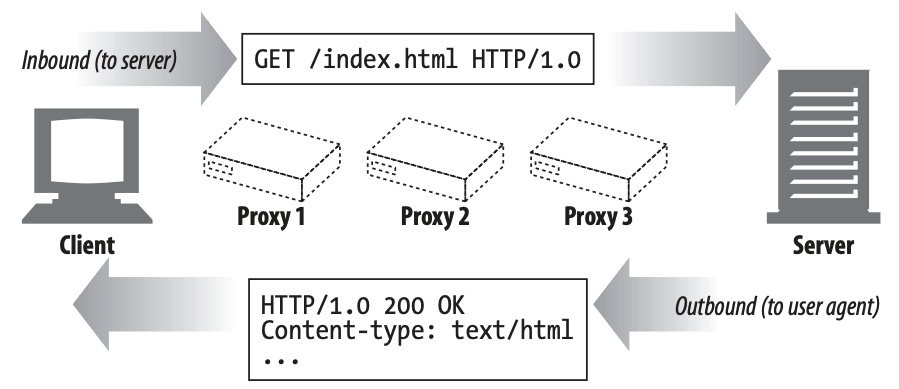 Inbound (to server)
GET /index.html HTTP/1.0
Proxy 1
Proxy 2
Proxy 3
Client
Server
HTTP/1.0 200 OK
Content-type: text/html
...
Outbound (to user agent)